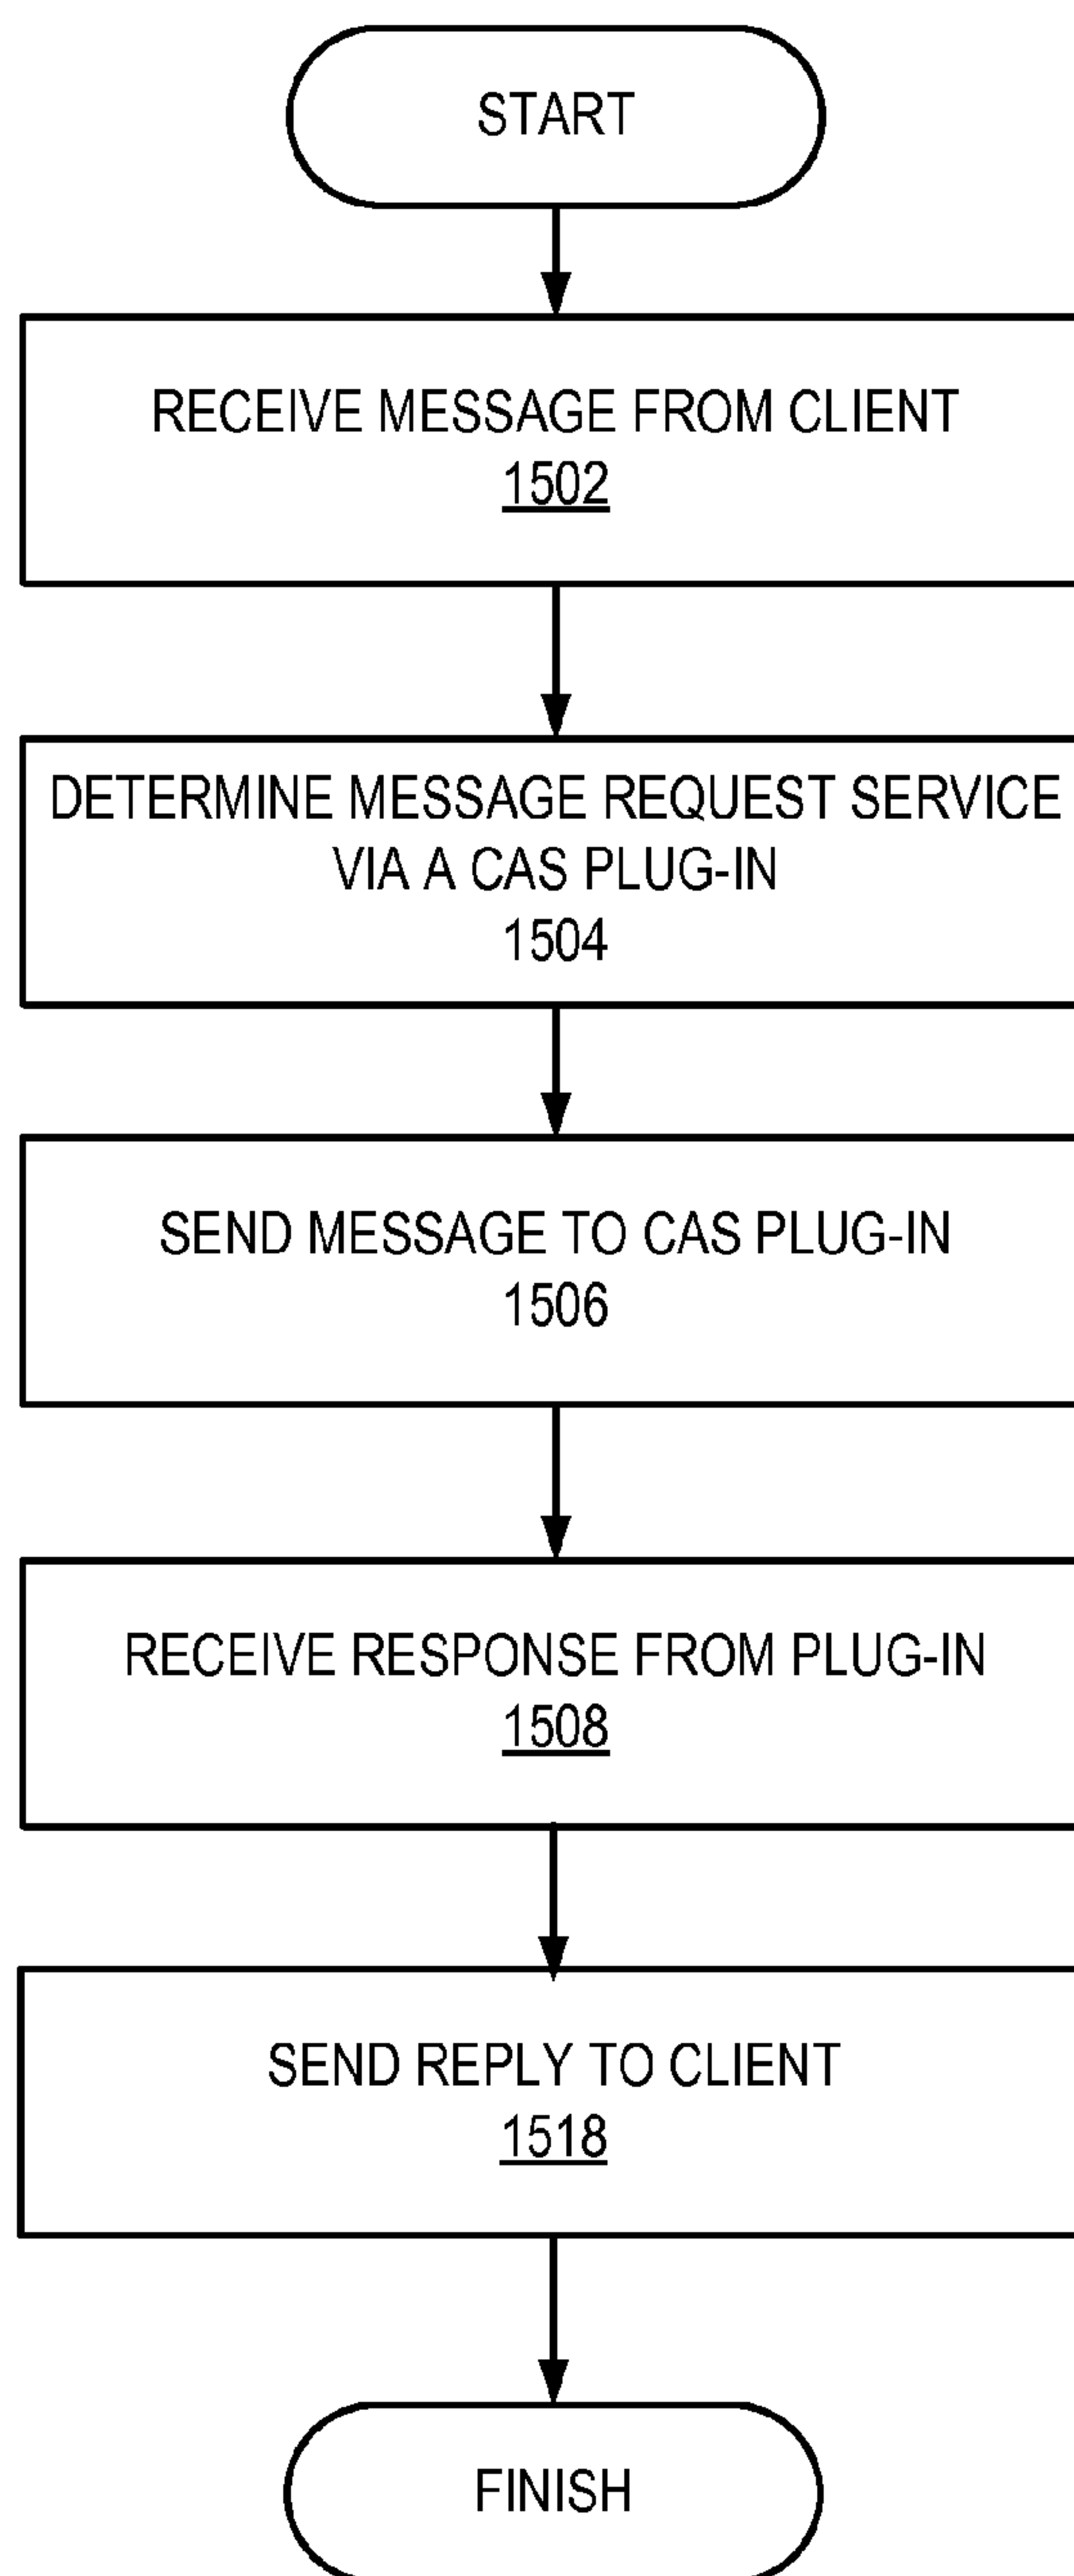 START
RECEIVE MESSAGE FROM CLIENT
1502
DETERMINE MESSAGE REQUEST SERVICE
VIA A CAS PLUG-IN
1504
SEND MESSAGE TO CAS PLUG-IN
1506
RECEIVE RESPONSE FROM PLUG-IN
1508
SEND REPLY TO CLIENT
1518
FINISH